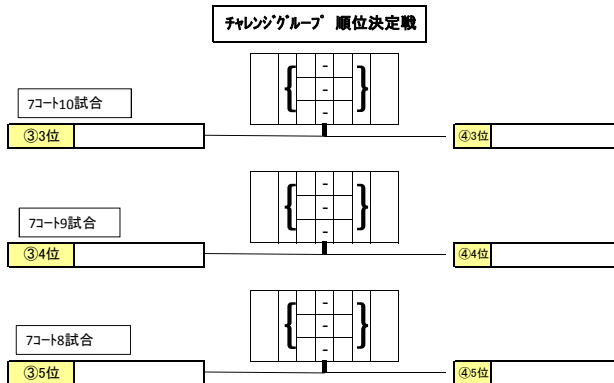 チャレンジグループ 順位決定戦
-
-
-
7コート10試合
③3位
④3位
-
-
-
7コート9試合
③4位
④4位
-
-
-
7コート8試合
③5位
④5位